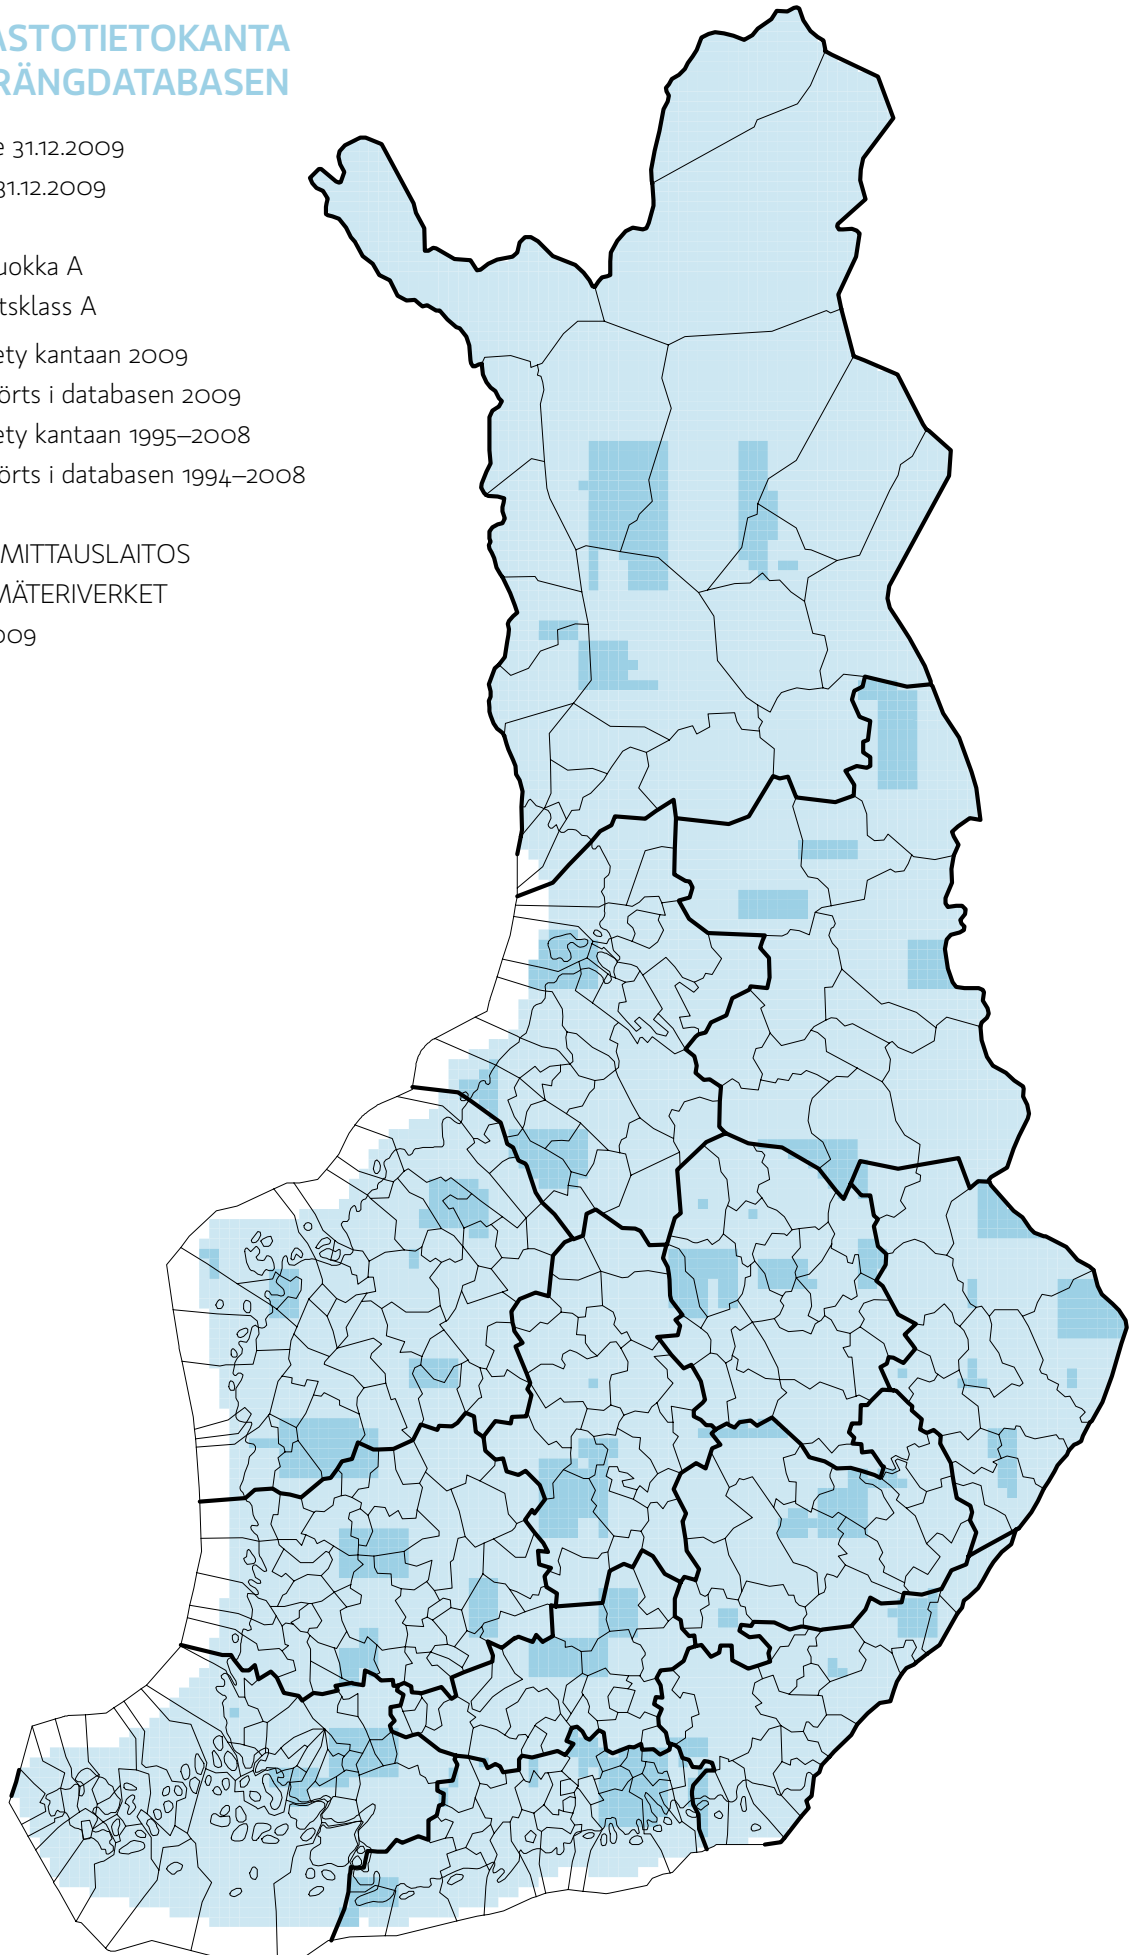 ASTOTIETOKANTA
RÄNGDATABASEN
e 31.12.2009
31.12.2009
uokka A
tsklass A
ety kantaan 2009
örts i databasen 2009
ety kantaan 1995–2008
örts i databasen 1994–2008
MITTAUSLAITOS
MÄTERIVERKET
009